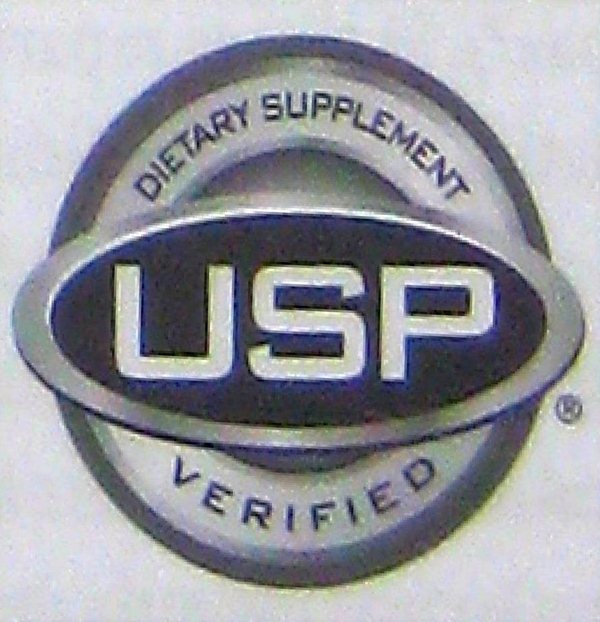 DIETARY SUPPLEMENT
USP
®
VERIFIED